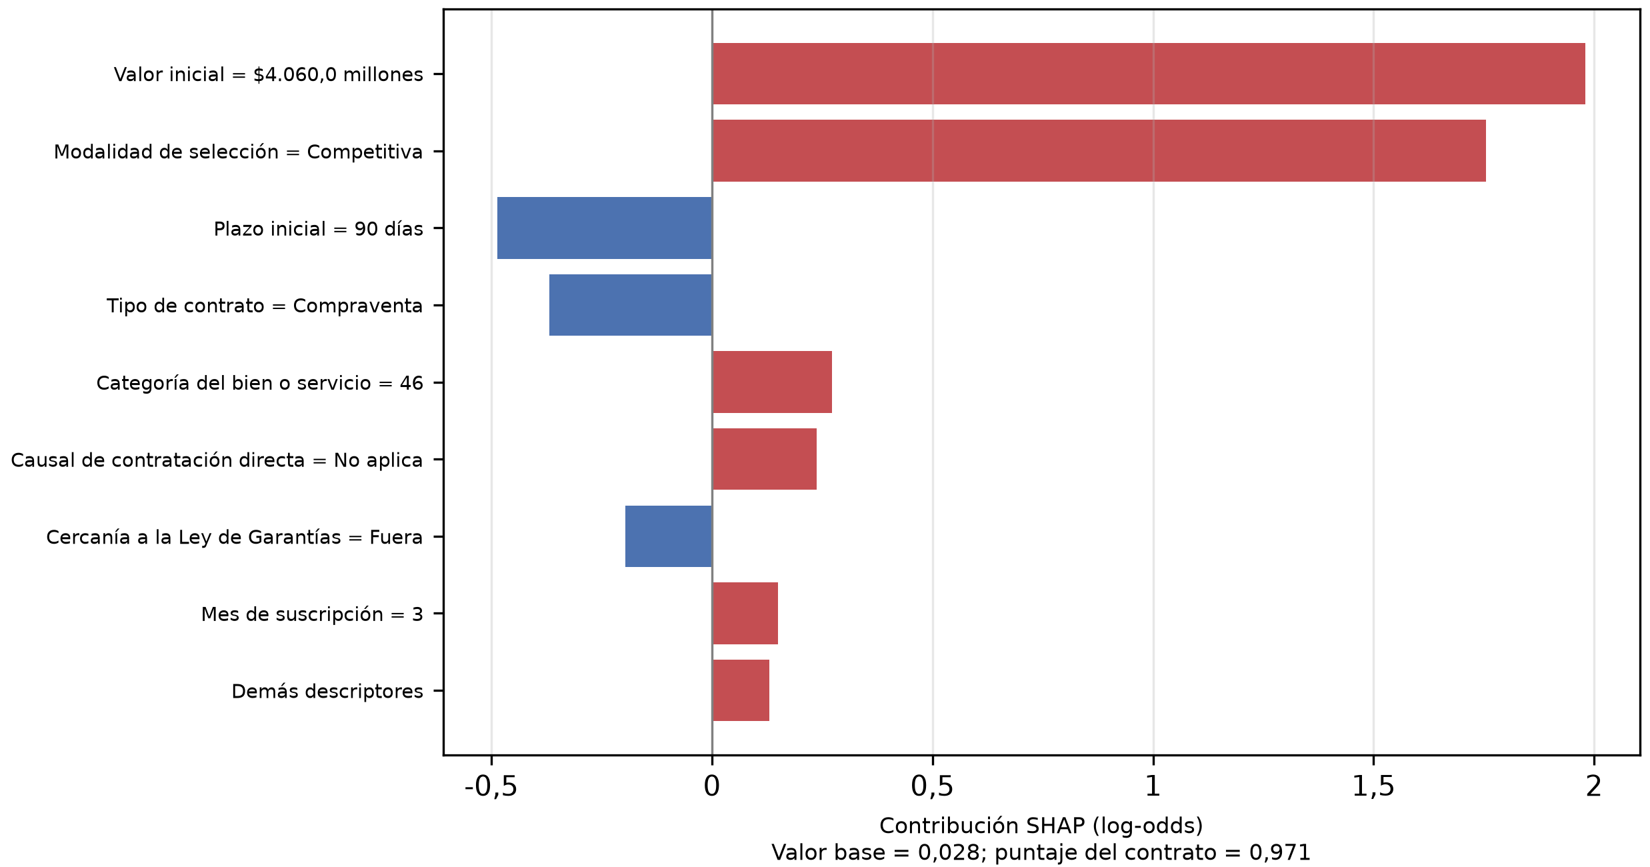 Valor inicial = $4.060,0 millones
Modalidad de selección = Competitiva
Plazo inicial = 90 días
Tipo de contrato = Compraventa
Categoría del bien o servicio = 46
Causal de contratación directa = No aplica
Cercanía a la Ley de Garantías = Fuera
Mes de suscripción = 3
Demás descriptores
-0,5 0 0,5 1 1,5 2
Contribución SHAP (log-odds)
Valor base = 0,028; puntaje del contrato = 0,971